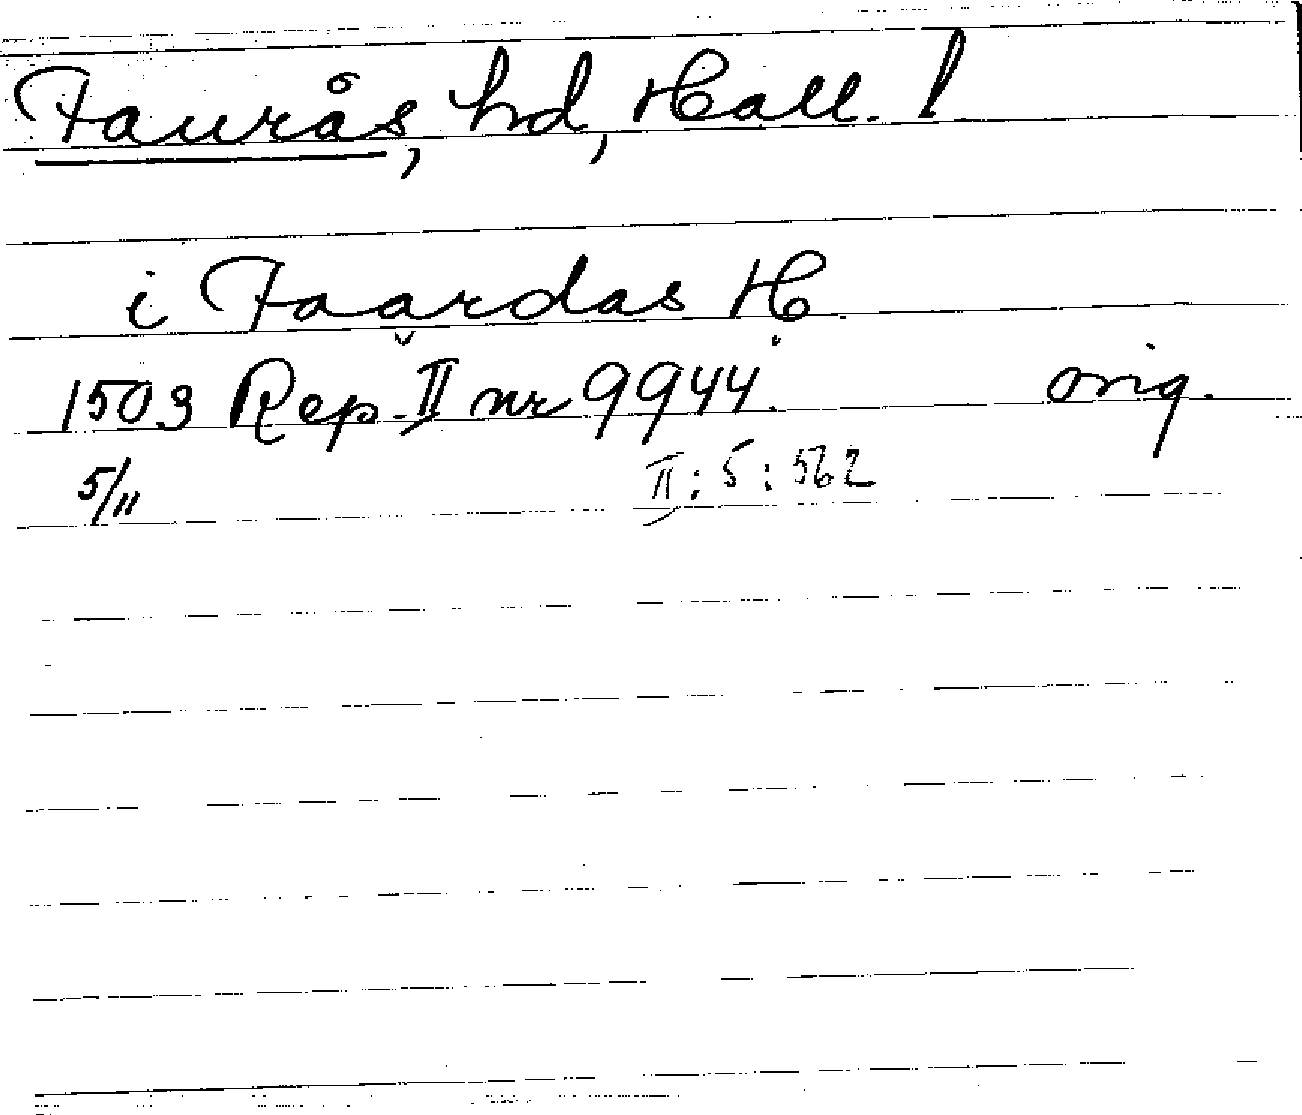 Faurås, hd, Hall. l
i Faardas H.
1503 Rep. II nr 9944. orig.
5/11 II: 5: 562